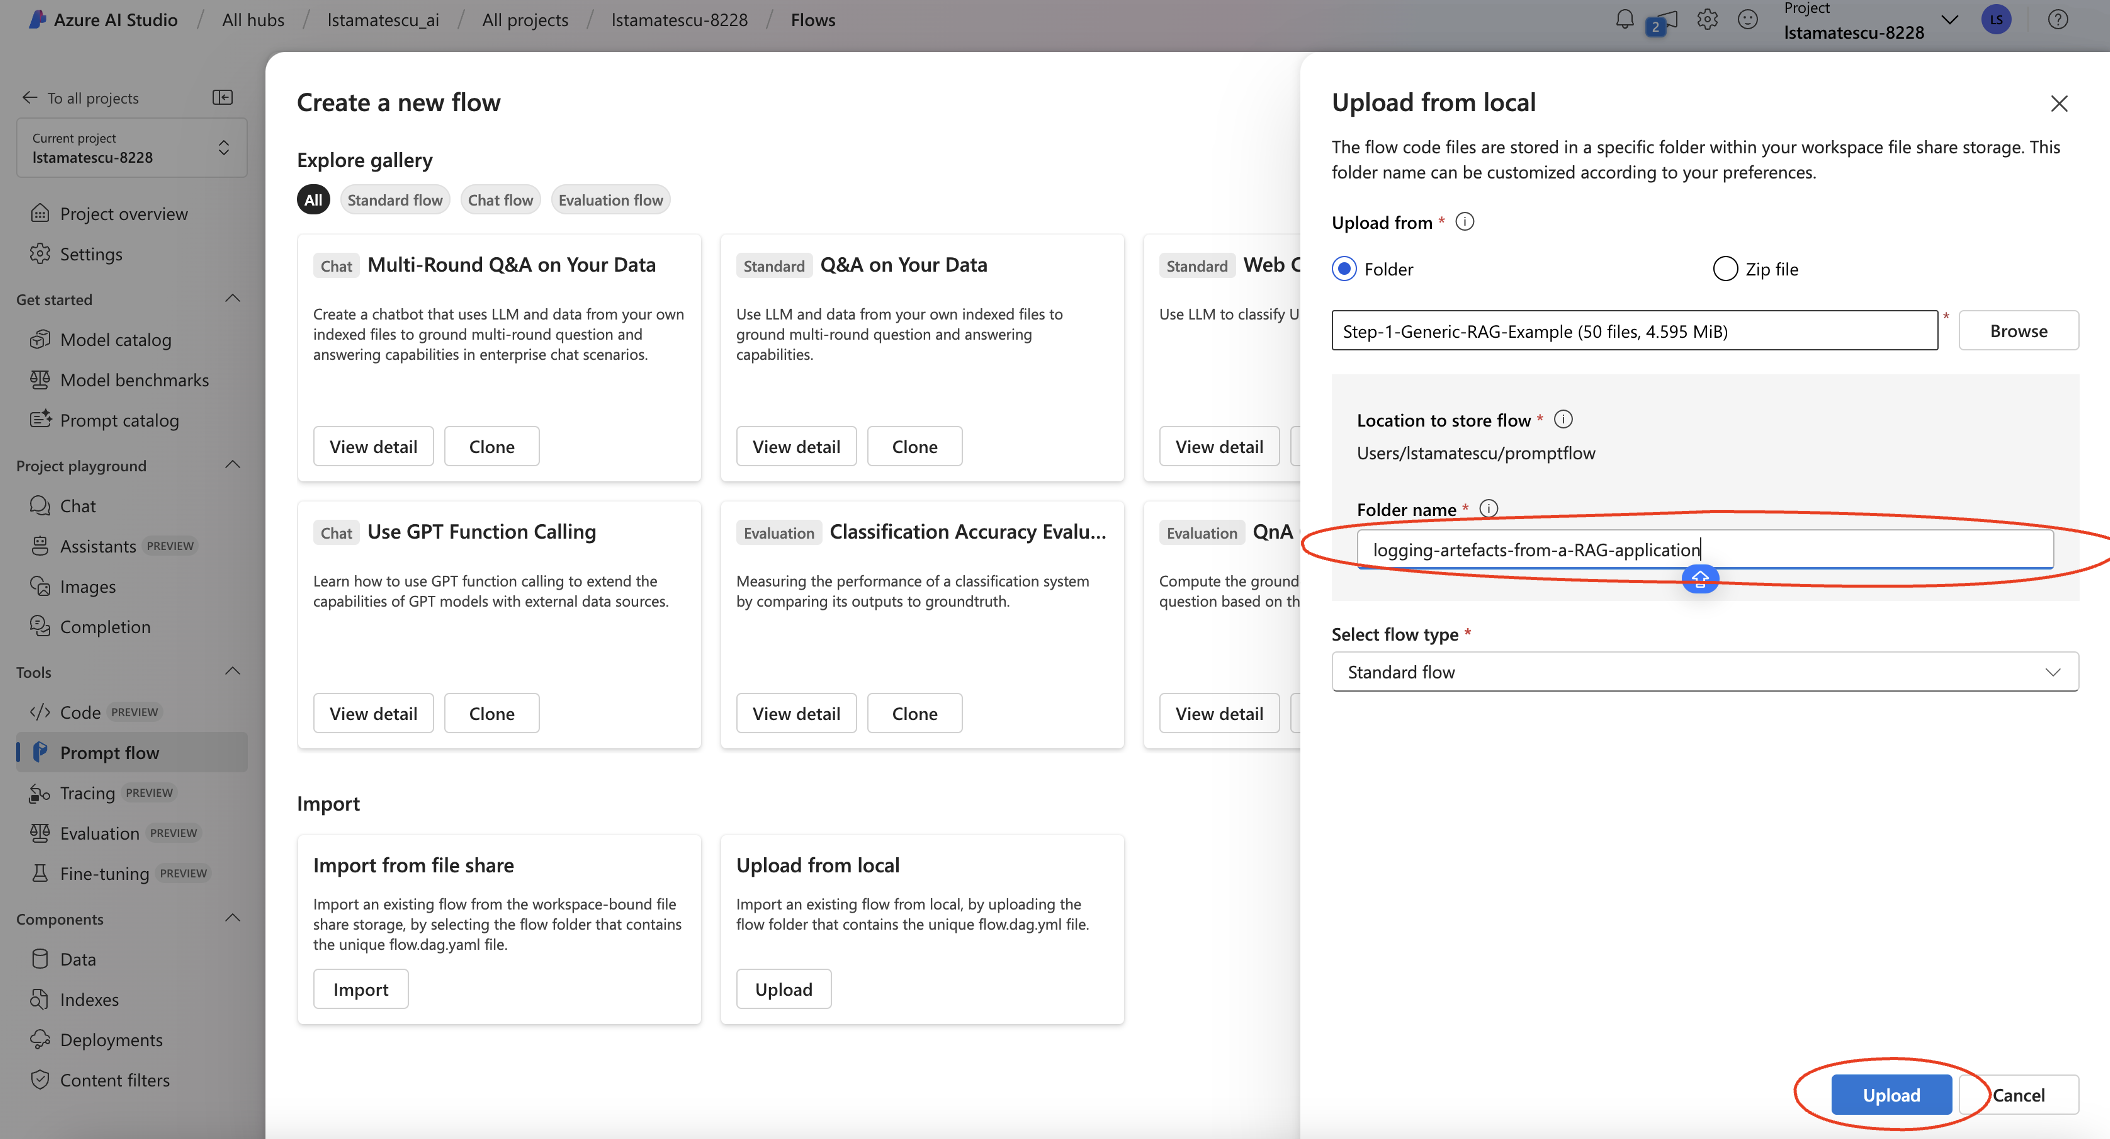 Azure AI Studio / All hubs / lstamatescu_ai / All projects / lstamatescu-8228 / Flows
2
Project
lstamatescu-8228
LS
To all projects
Current project
lstamatescu-8228
Project overview
Settings
Get started
Model catalog
Model benchmarks
Prompt catalog
Project playground
Chat
Assistants PREVIEW
Images
Completion
Tools
Code PREVIEW
Prompt flow
Tracing PREVIEW
Evaluation PREVIEW
Fine-tuning PREVIEW
Components
Data
Indexes
Deployments
Content filters
Create a new flow
Explore gallery
All Standard flow Chat flow Evaluation flow
Chat Multi-Round Q&A on Your Data
Create a chatbot that uses LLM and data from your own
indexed files to ground multi-round question and
answering capabilities in enterprise chat scenarios.
View detail Clone
Standard Q&A on Your Data
Use LLM and data from your own indexed files to
ground multi-round question and answering
capabilities.
View detail Clone
Standard Web C
Use LLM to classify U
View detail
Chat Use GPT Function Calling
Learn how to use GPT function calling to extend the
capabilities of GPT models with external data sources.
View detail Clone
Evaluation Classification Accuracy Evalu...
Measuring the performance of a classification system
by comparing its outputs to groundtruth.
View detail Clone
Evaluation QnA
Compute the ground
question based on th
View detail
Import
Import from file share
Import an existing flow from the workspace-bound file
share storage, by selecting the flow folder that contains
the unique flow.dag.yaml file.
Import
Upload from local
Import an existing flow from local, by uploading the
flow folder that contains the unique flow.dag.yml file.
Upload
Upload from local
The flow code files are stored in a specific folder within your workspace file share storage. This
folder name can be customized according to your preferences.
Upload from *
Folder Zip file
Step-1-Generic-RAG-Example (50 files, 4.595 MiB) * Browse
Location to store flow *
Users/lstamatescu/promptflow
Folder name *
logging-artefacts-from-a-RAG-application
Select flow type *
Standard flow
Upload Cancel